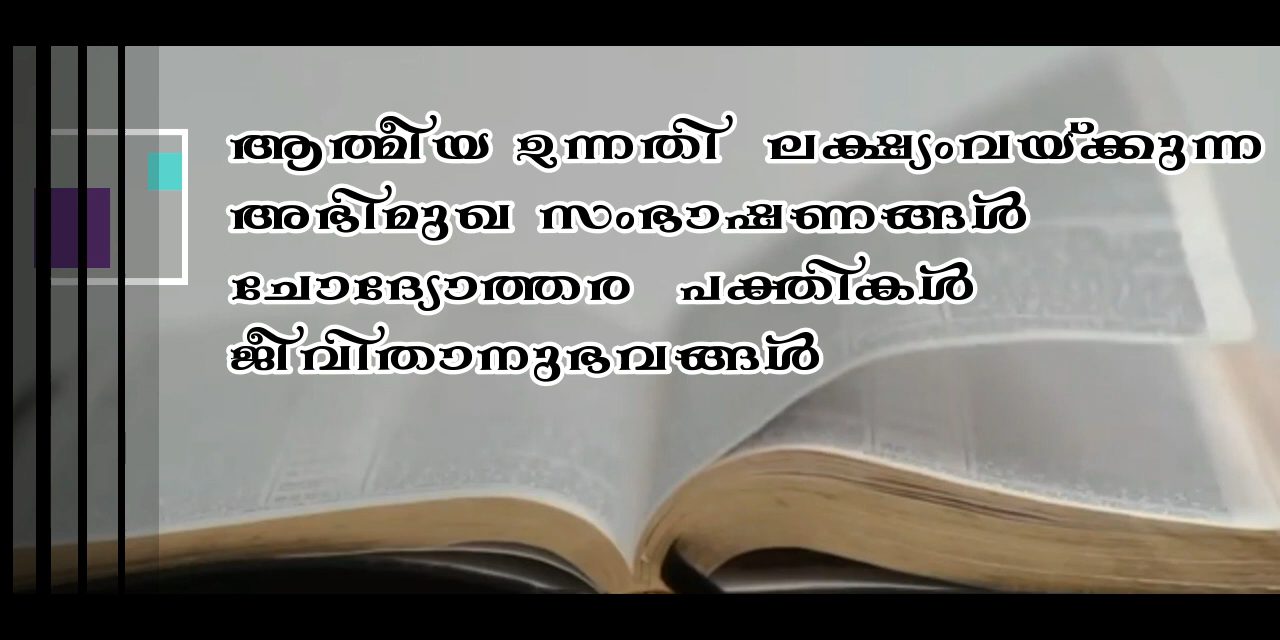 ആത്മീയ ഉന്നതി ലക്ഷ്യംവയ്ക്കുന്ന
അഭിമുഖ സംഭാഷണങ്ങൾ
ചോദ്യോത്തര പക്തികൾ
ജീവിതാനുഭവങ്ങൾ